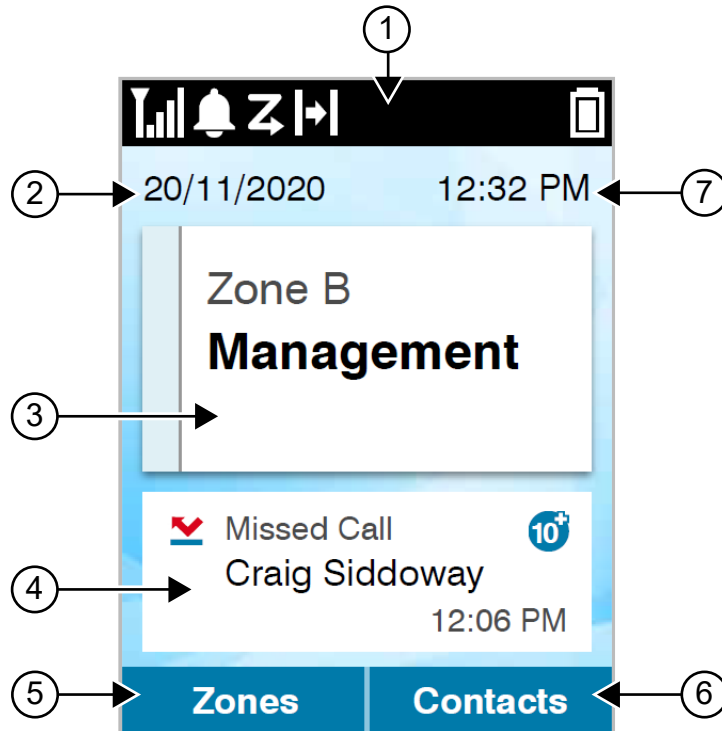 1
2
20/11/2020 12:32 PM
7
Zone B
Management
3
Missed Call 10+
Craig Siddoway
4
12:06 PM
5
Zones Contacts
6